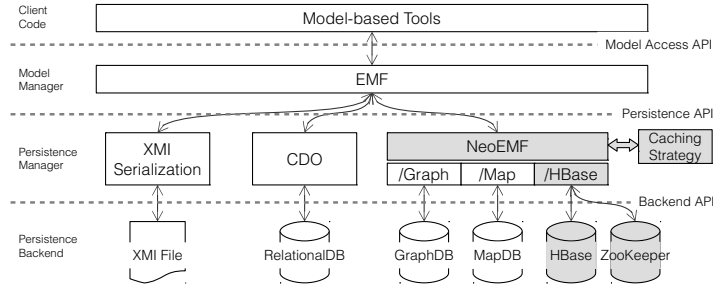 Client
Code
Model-based Tools
Model Access API
Model
Manager
EMF
Persistence API
Persistence
Manager
XMI
Serialization
CDO
NeoEMF
/Graph
/Map
/HBase
Caching
Strategy
Backend API
Persistence
Backend
XMI File
RelationalDB
GraphDB
MapDB
HBase
ZooKeeper